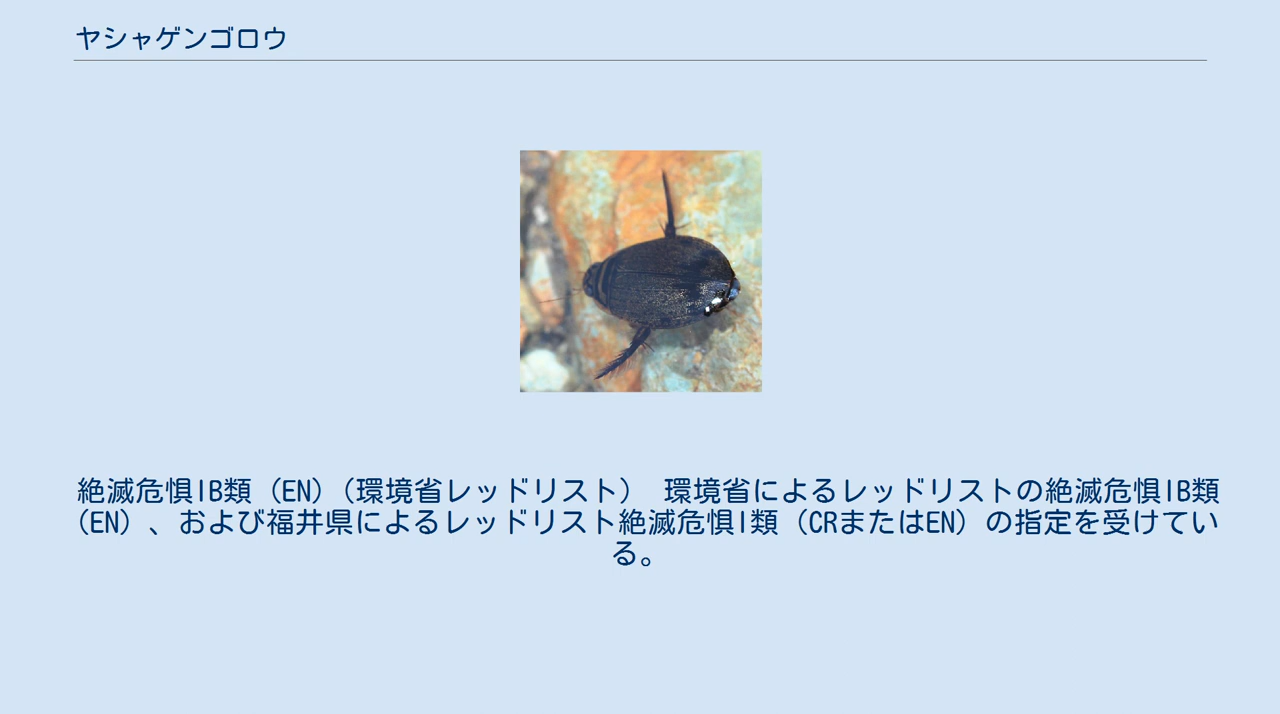 ヤシャゲンゴロウ
絶滅危惧IB類（EN）（環境省レッドリスト）　環境省によるレッドリストの絶滅危惧IB類
（EN）、および福井県によるレッドリスト絶滅危惧I類（CRまたはEN）の指定を受けてい
る。